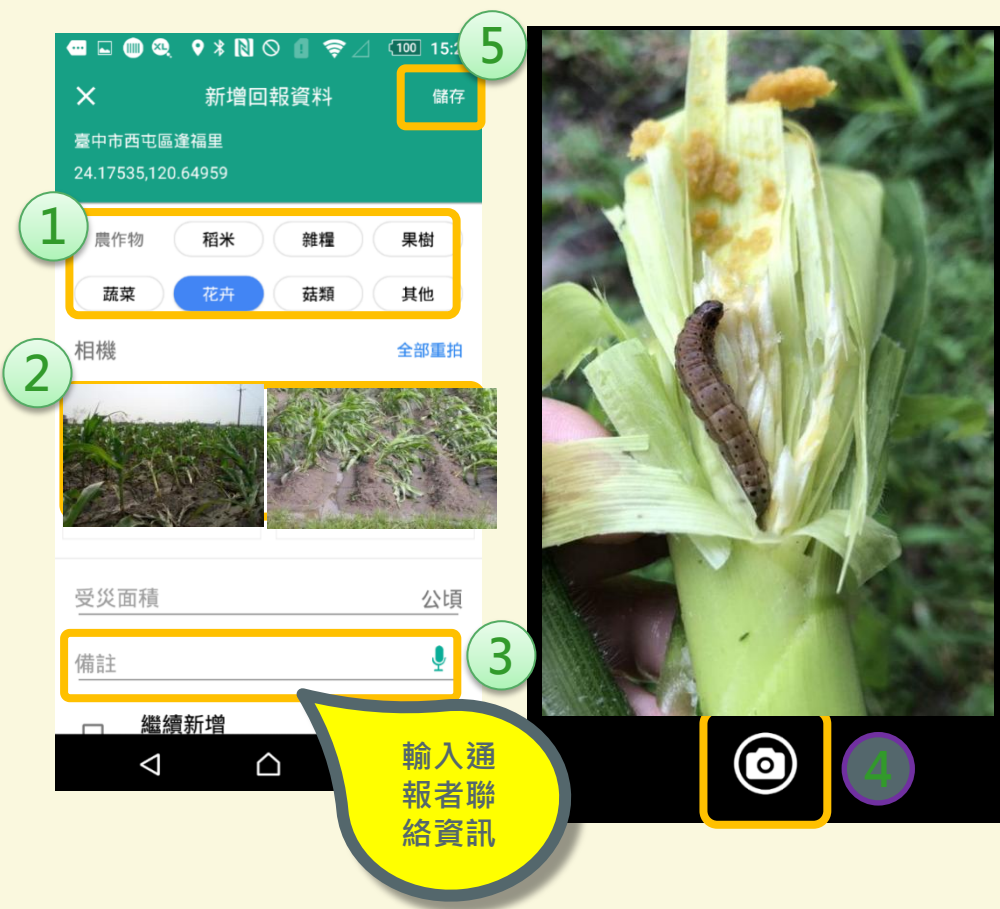 100 15:2
5
新增回報資料
儲存
臺中市西屯區逢福里
24.17535,120.64959
1
農作物
稻米
雜糧
果樹
蔬菜
花卉
菇類
其他
相機
全部重拍
2
受災面積
公頃
備註
3
繼續新增
輸入通
報者聯
絡資訊
4